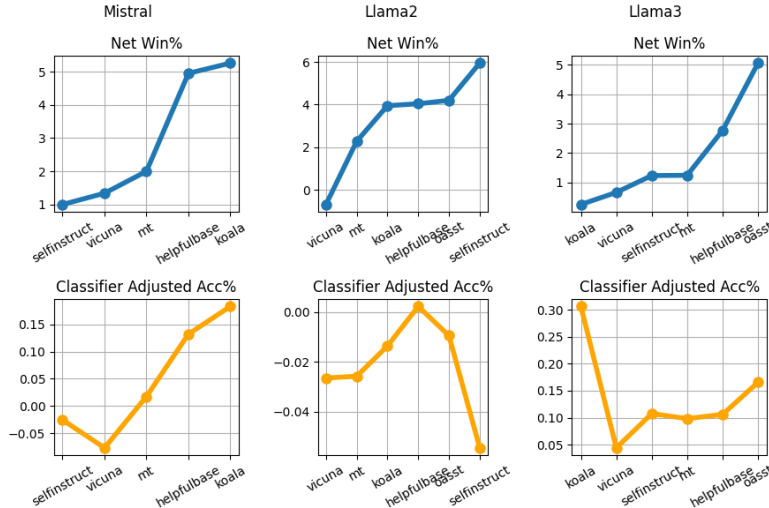 Mistral
Llama2
Llama3
Net Win%
Net Win%
Net Win%
5
4
3
2
1
6
4
2
0
5
4
3
2
1
selfinstruct
vicuna
mt
helpfulbase
koala
vicuna
mt
koala
helpfulbase
oasst
selfinstruct
koala
vicuna
selfinstruct
mt
helpfulbase
oasst
Classifier Adjusted Acc%
Classifier Adjusted Acc%
Classifier Adjusted Acc%
0.15
0.10
0.05
0.00
−0.05
0.00
−0.02
−0.04
0.30
0.25
0.20
0.15
0.10
0.05
selfinstruct
vicuna
mt
helpfulbase
koala
vicuna
mt
koala
helpfulbase
oasst
selfinstruct
koala
vicuna
selfinstruct
mt
helpfulbase
oasst